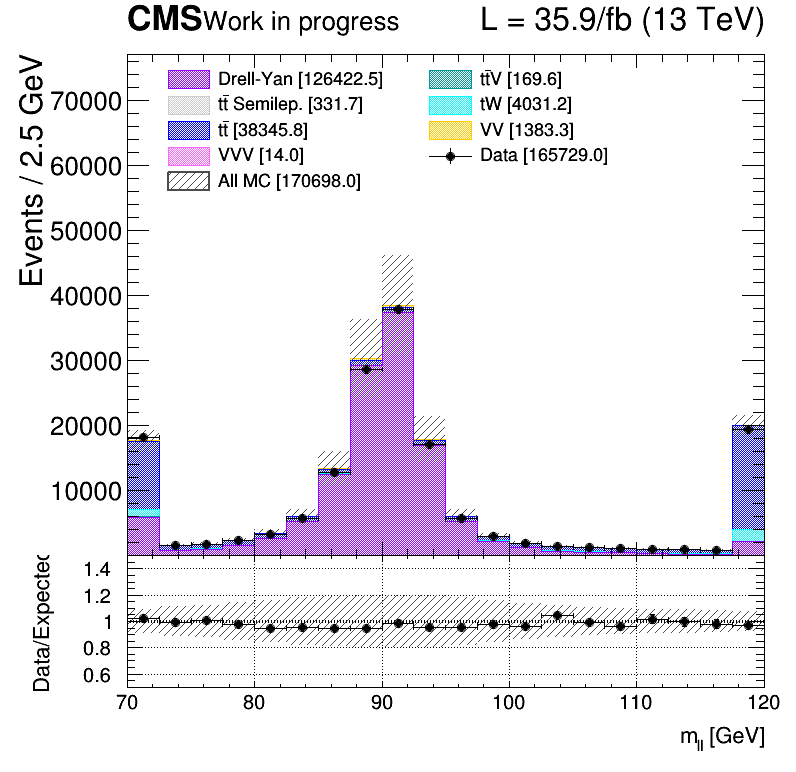 CMS Work in progress L = 35.9/fb (13 TeV)
Events / 2.5 GeV
Drell-Yan [126422.5] tt̄V [169.6]
tt̄ Semilep. [331.7] tW [4031.2]
tt̄ [38345.8] VV [1383.3]
VVV [14.0] Data [165729.0]
All MC [170698.0]
70000
60000
50000
40000
30000
20000
10000
Data/Expected
1.4
1.2
1
0.8
0.6
70 80 90 100 110 120
m_ll [GeV]